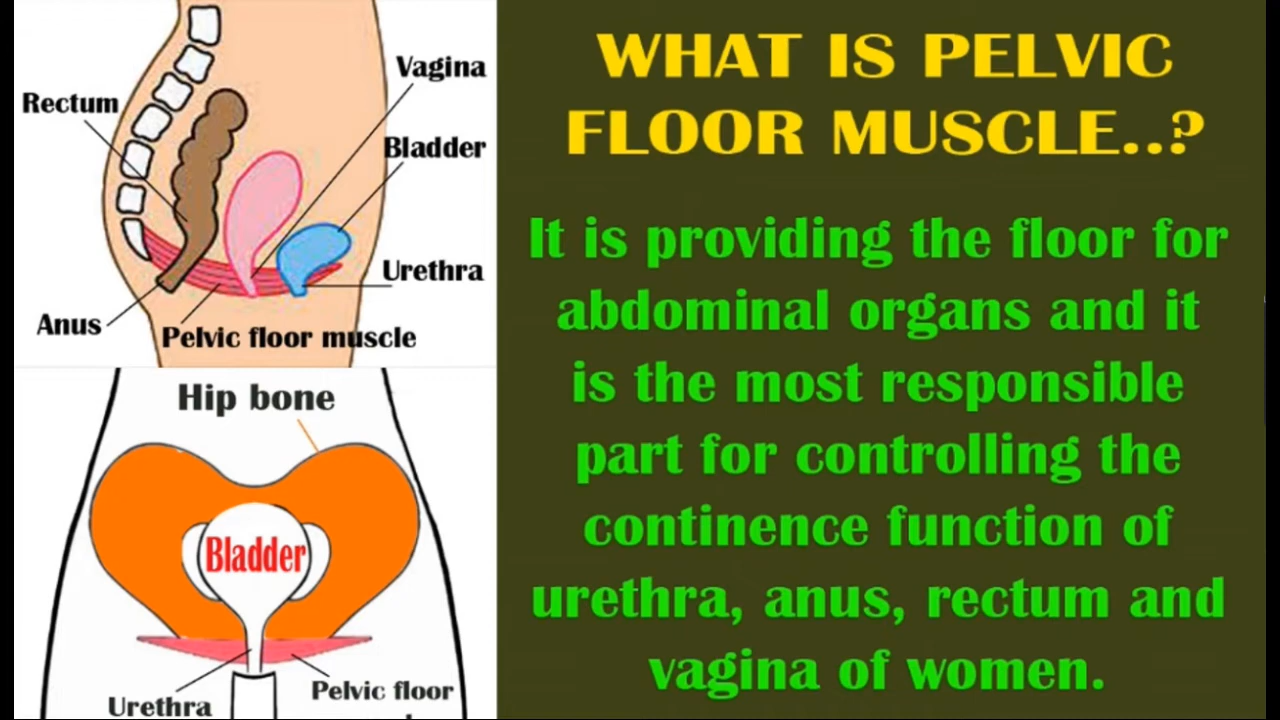 Vagina
Rectum
Bladder
Urethra
Anus
Pelvic floor muscle
Hip bone
Bladder
Pelvic floor
Urethra
WHAT IS PELVIC
FLOOR MUSCLE..?
It is providing the floor for
abdominal organs and it
is the most responsible
part for controlling the
continence function of
urethra, anus, rectum and
vagina of women.